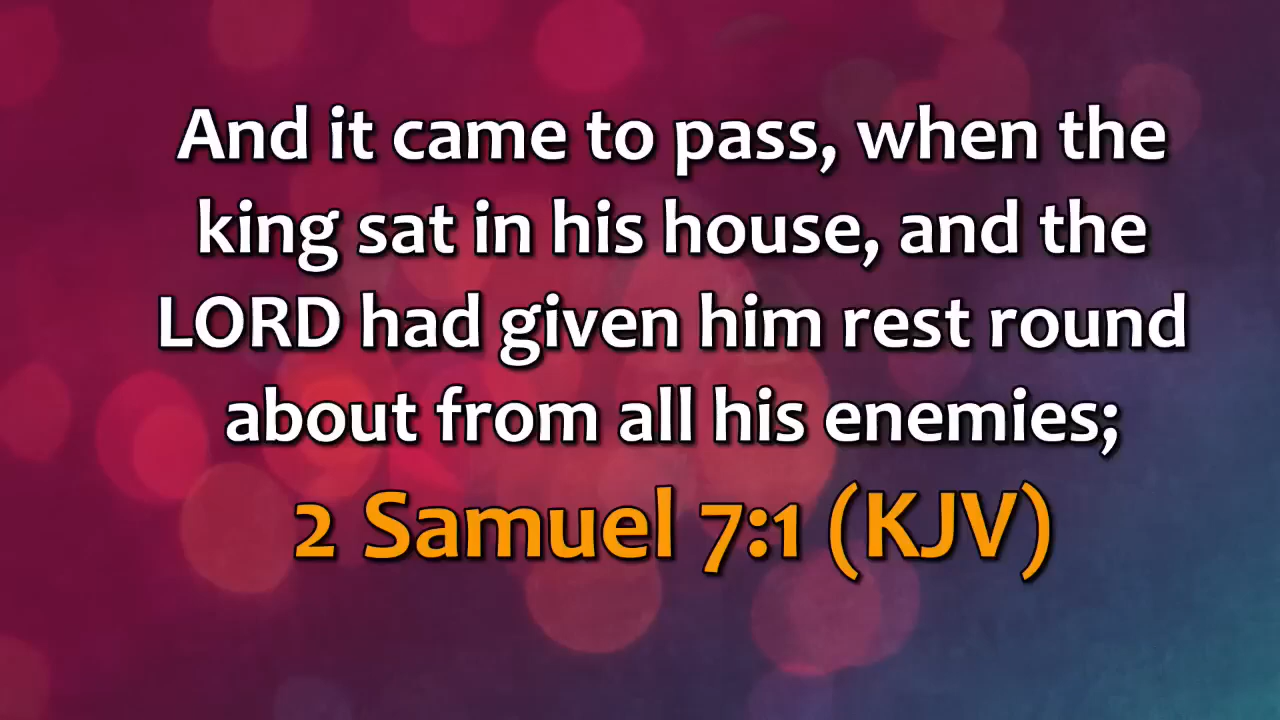 And it came to pass, when the
king sat in his house, and the
LORD had given him rest round
about from all his enemies;
2 Samuel 7:1 (KJV)